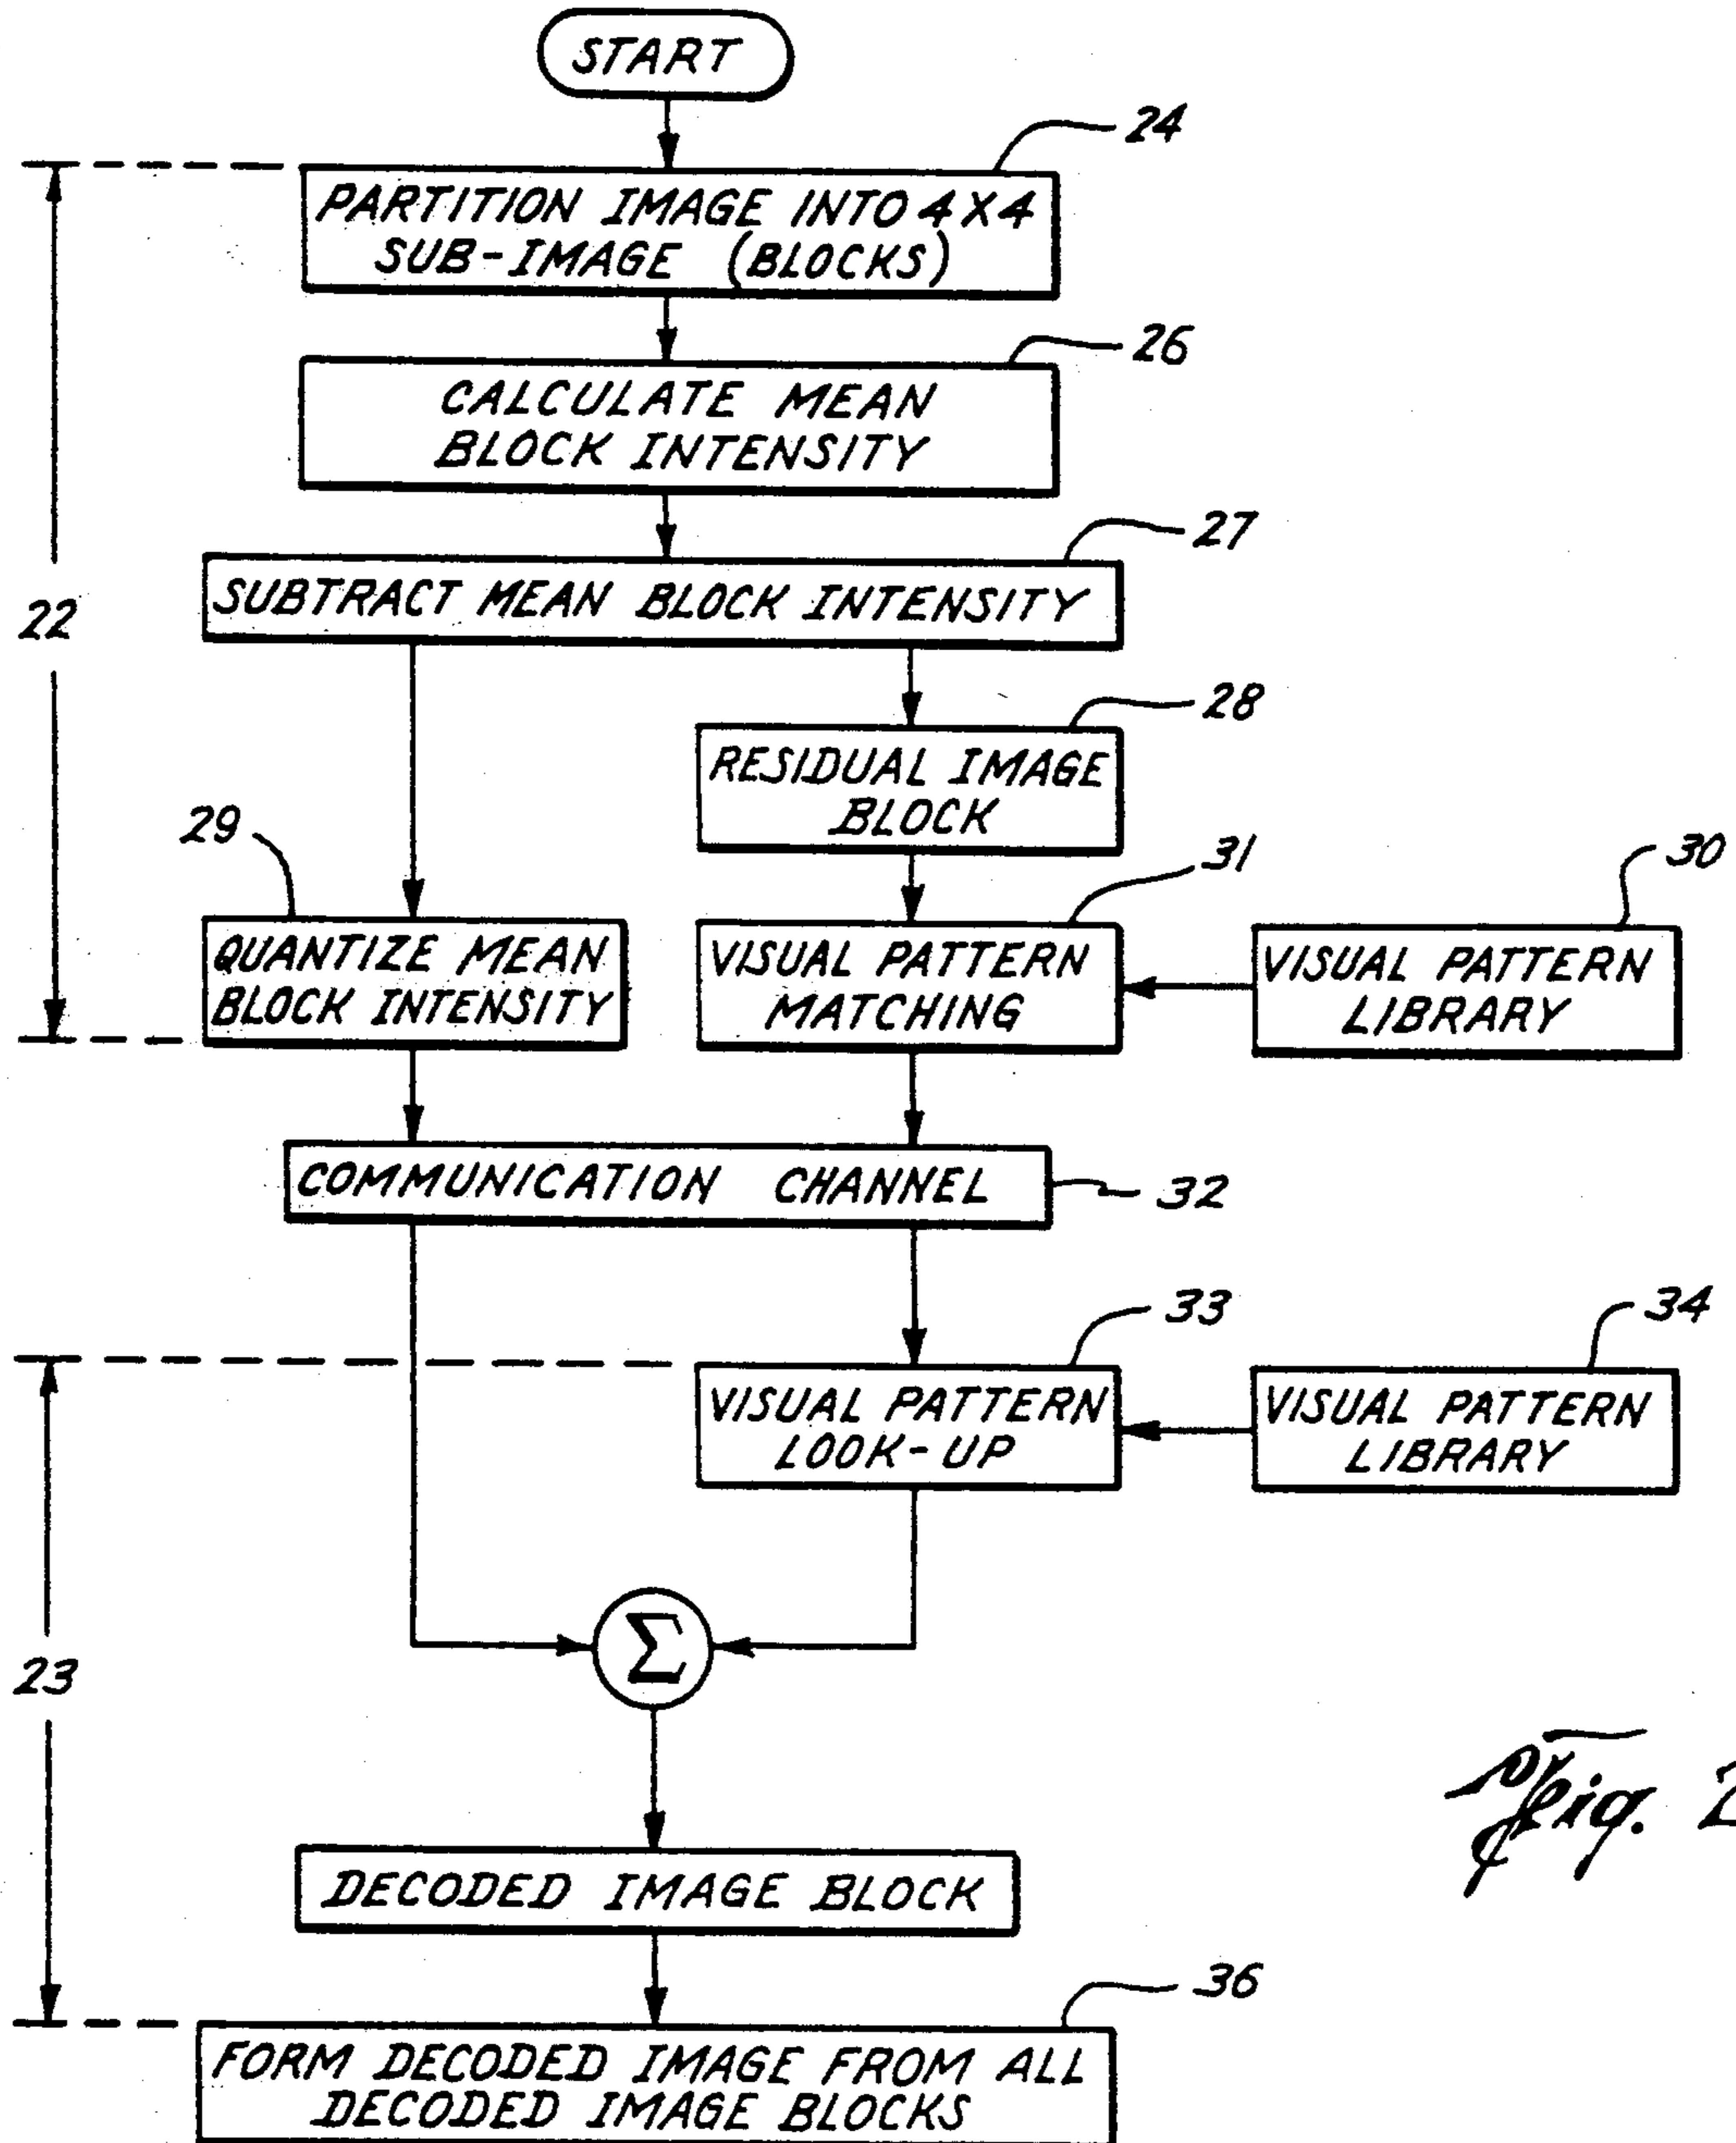 START
24
PARTITION IMAGE INTO 4X4
SUB-IMAGE (BLOCKS)
26
CALCULATE MEAN
BLOCK INTENSITY
27
SUBTRACT MEAN BLOCK INTENSITY
22
28
RESIDUAL IMAGE
BLOCK
29
31
30
QUANTIZE MEAN
BLOCK INTENSITY
VISUAL PATTERN
MATCHING
VISUAL PATTERN
LIBRARY
COMMUNICATION CHANNEL
32
33
34
VISUAL PATTERN
LOOK-UP
VISUAL PATTERN
LIBRARY
Σ
23
Fig. 2
DECODED IMAGE BLOCK
36
FORM DECODED IMAGE FROM ALL
DECODED IMAGE BLOCKS